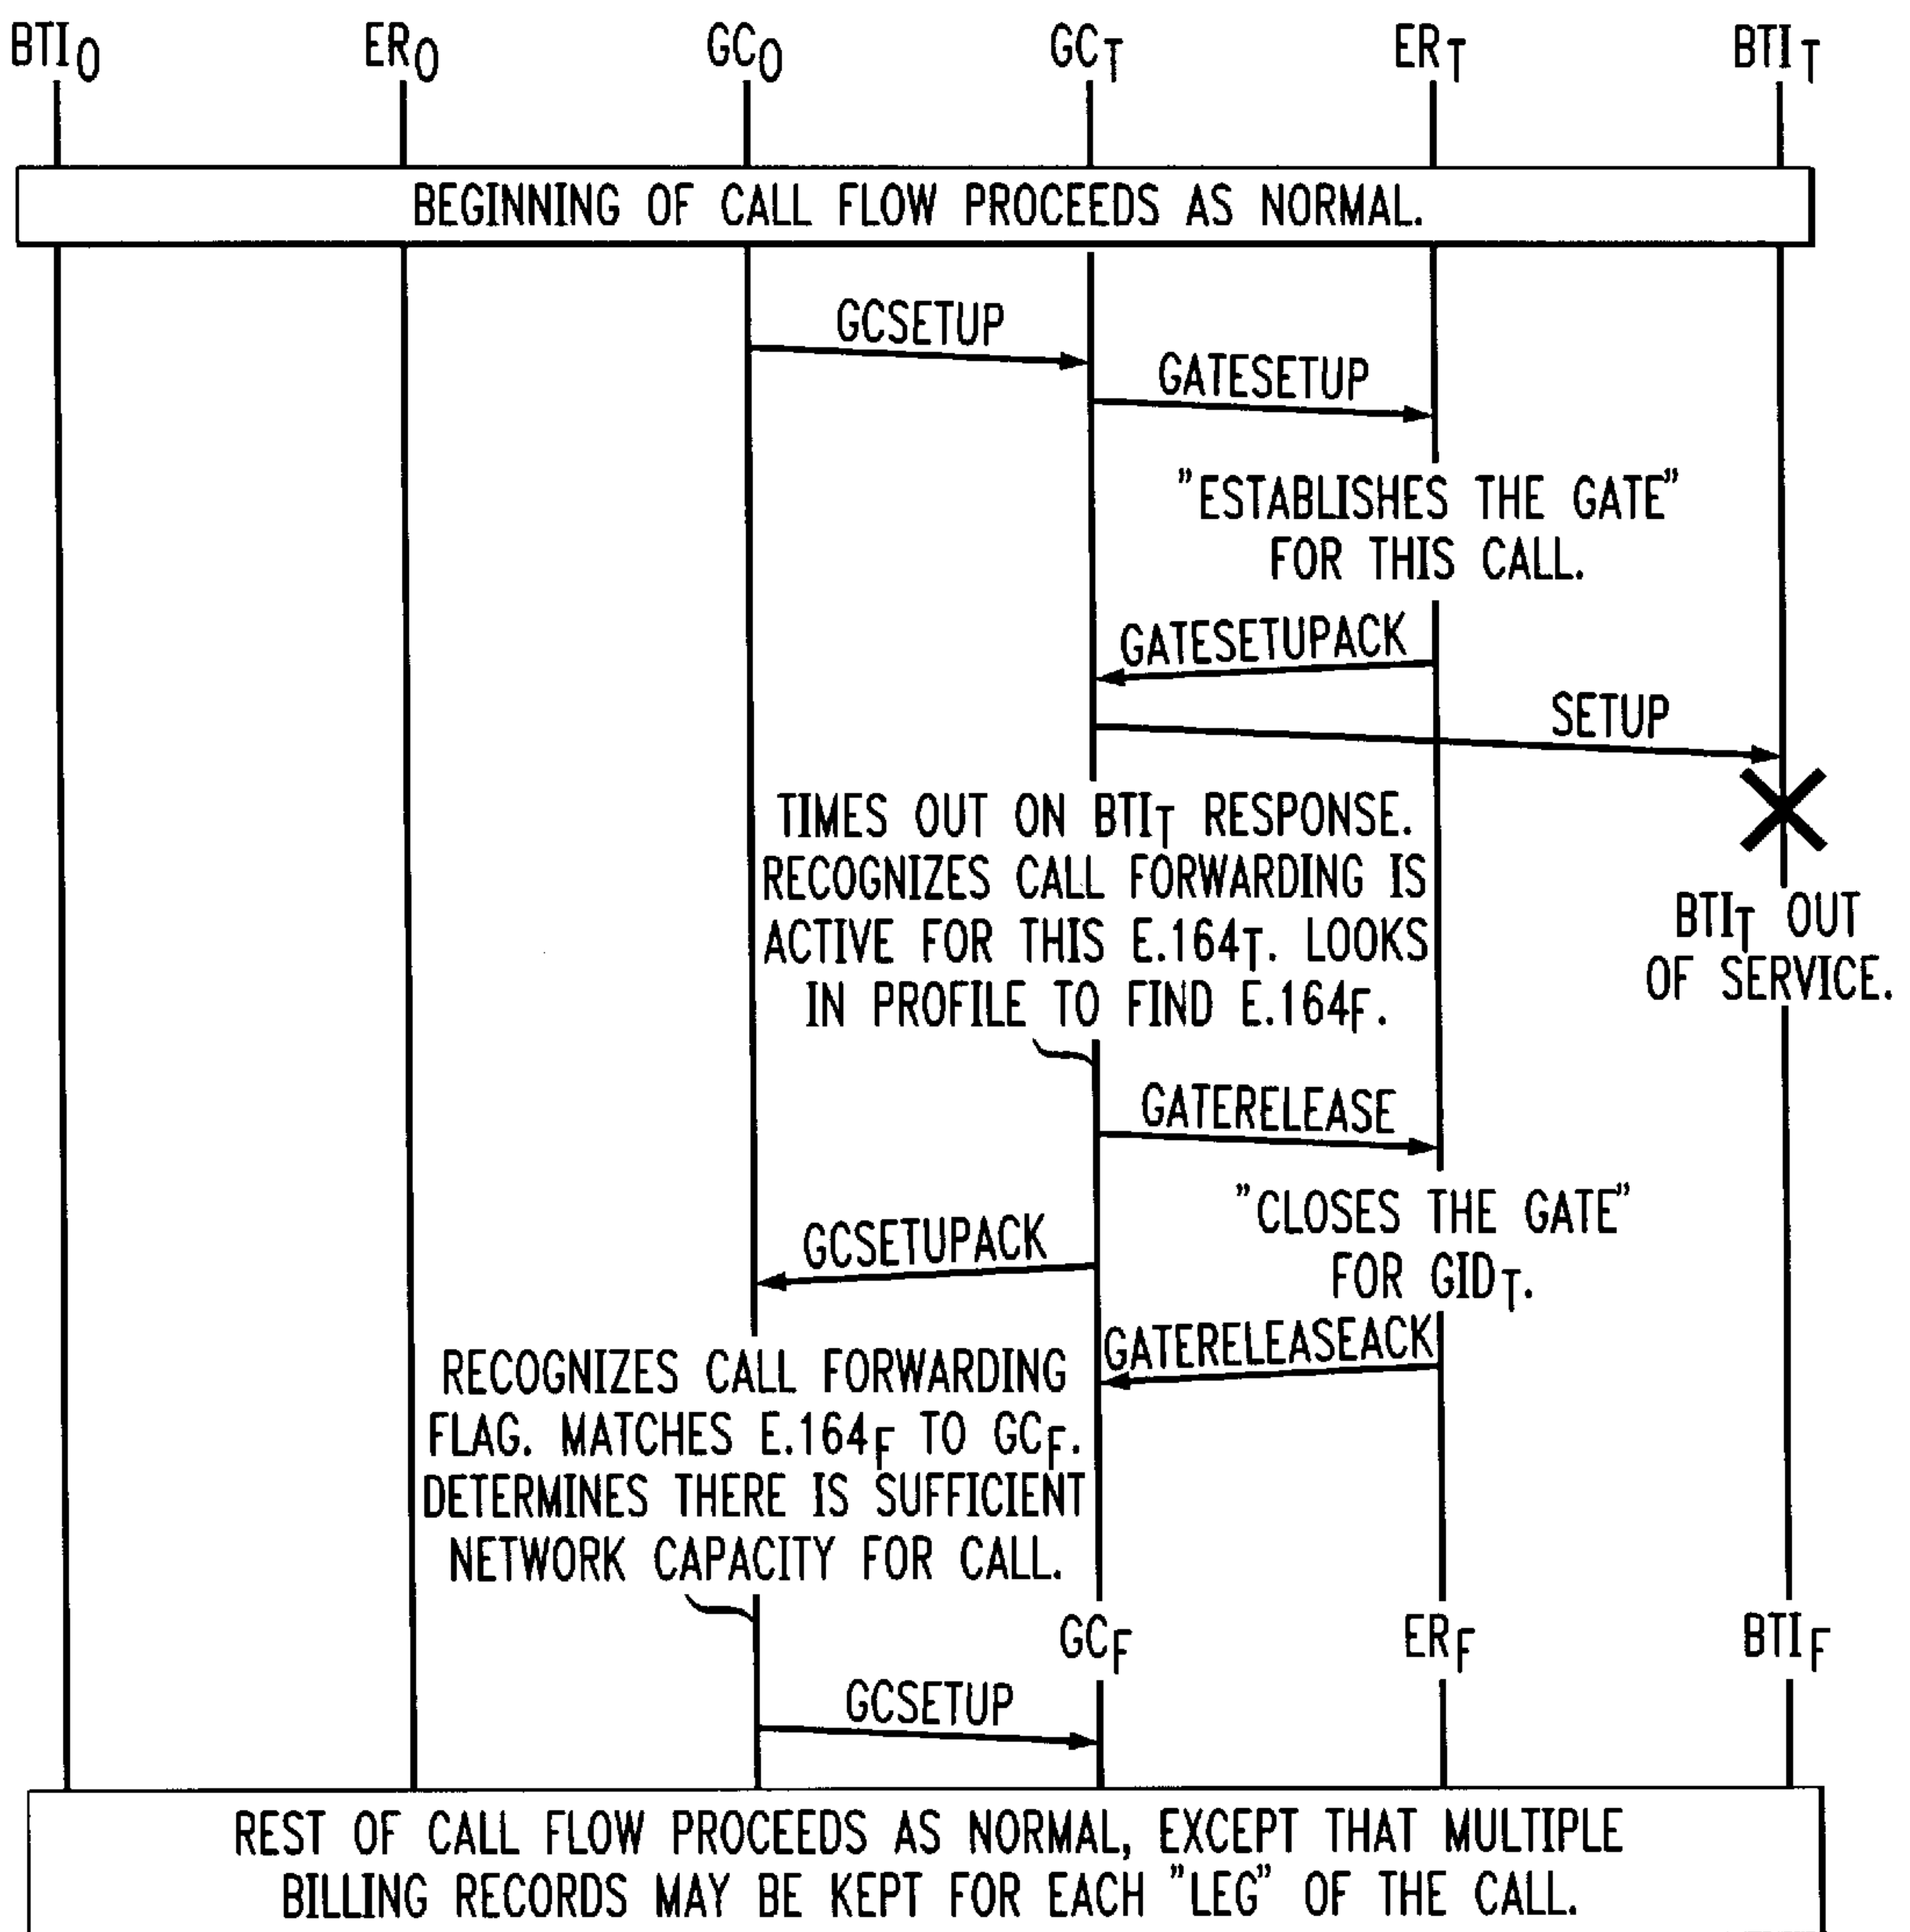 BTIO ERO GCO GCT ERT BTIT
BEGINNING OF CALL FLOW PROCEEDS AS NORMAL.
GCSETUP
GATESETUP
"ESTABLISHES THE GATE"
FOR THIS CALL.
GATESETUPACK
SETUP
TIMES OUT ON BTIT RESPONSE.
RECOGNIZES CALL FORWARDING IS
ACTIVE FOR THIS E.164T. LOOKS
IN PROFILE TO FIND E.164F.
BTIT OUT
OF SERVICE.
GATERELEASE
"CLOSES THE GATE"
FOR GIDT.
GCSETUPACK
GATERELEASEACK
RECOGNIZES CALL FORWARDING
FLAG. MATCHES E.164F TO GCF.
DETERMINES THERE IS SUFFICIENT
NETWORK CAPACITY FOR CALL.
GCF ERF BTIF
GCSETUP
REST OF CALL FLOW PROCEEDS AS NORMAL, EXCEPT THAT MULTIPLE
BILLING RECORDS MAY BE KEPT FOR EACH "LEG" OF THE CALL.